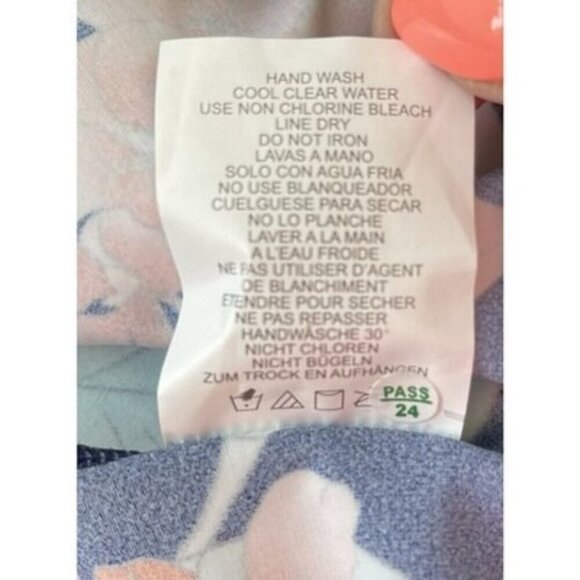 HAND WASH
COOL CLEAR WATER
USE NON CHLORINE BLEACH
LINE DRY
DO NOT IRON
LAVAS A MANO
SOLO CON AGUA FRIA
NO USE BLANQUEADOR
CUELGUESE PARA SECAR
NO LO PLANCHE
LAVER A LA MAIN
A L'EAU FROIDE
NE PAS UTILISER D'AGENT
DE BLANCHIMENT
ETENDRE POUR SECHER
NE PAS REPASSER
HANDWÄSCHE 30°
NICHT CHLOREN
NICHT BÜGELN
ZUM TROCK EN AUFHÄNGEN
PASS
24